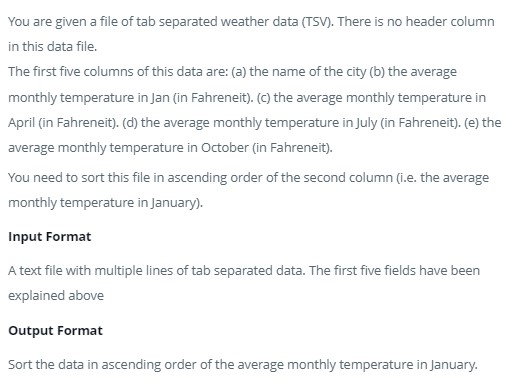 You are given a file of tab separated weather data (TSV). There is no header column
in this data file.
The first five columns of this data are: (a) the name of the city (b) the average
monthly temperature in Jan (in Fahreneit). (c) the average monthly temperature in
April (in Fahreneit). (d) the average monthly temperature in July (in Fahreneit). (e) the
average monthly temperature in October (in Fahreneit).
You need to sort this file in ascending order of the second column (i.e. the average
monthly temperature in January).
Input Format
A text file with multiple lines of tab separated data. The first five fields have been
explained above
Output Format
Sort the data in ascending order of the average monthly temperature in January.